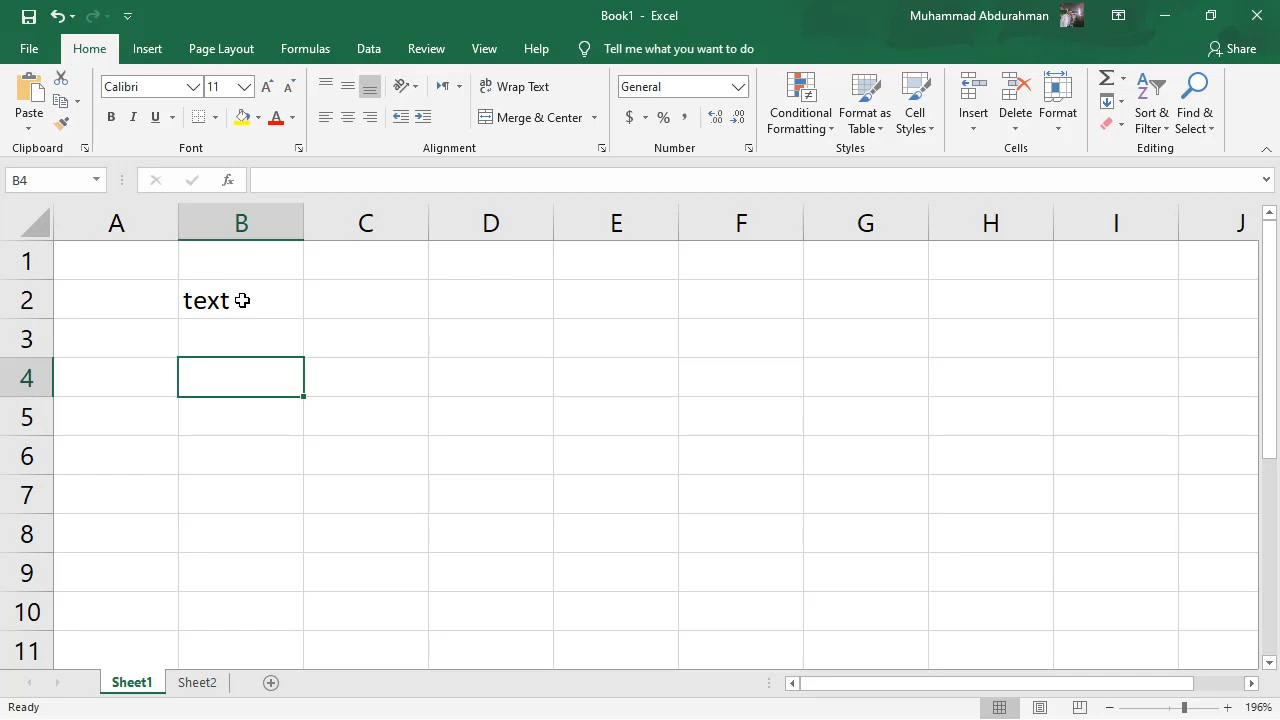 Book1 - Excel
Muhammad Abdurahman
File Home Insert Page Layout Formulas Data Review View Help Tell me what you want to do Share
Paste
Clipboard
Calibri 11
B I U A
Font
Wrap Text
Merge & Center
Alignment
General
$ % ,
Number
Conditional Formatting
Format as Table
Cell Styles
Styles
Insert Delete Format
Cells
Sort & Filter
Find & Select
Editing
B4 fx
A B C D E F G H I J
1
2 text
3
4
5
6
7
8
9
10
11
Sheet1 Sheet2
Ready 196%